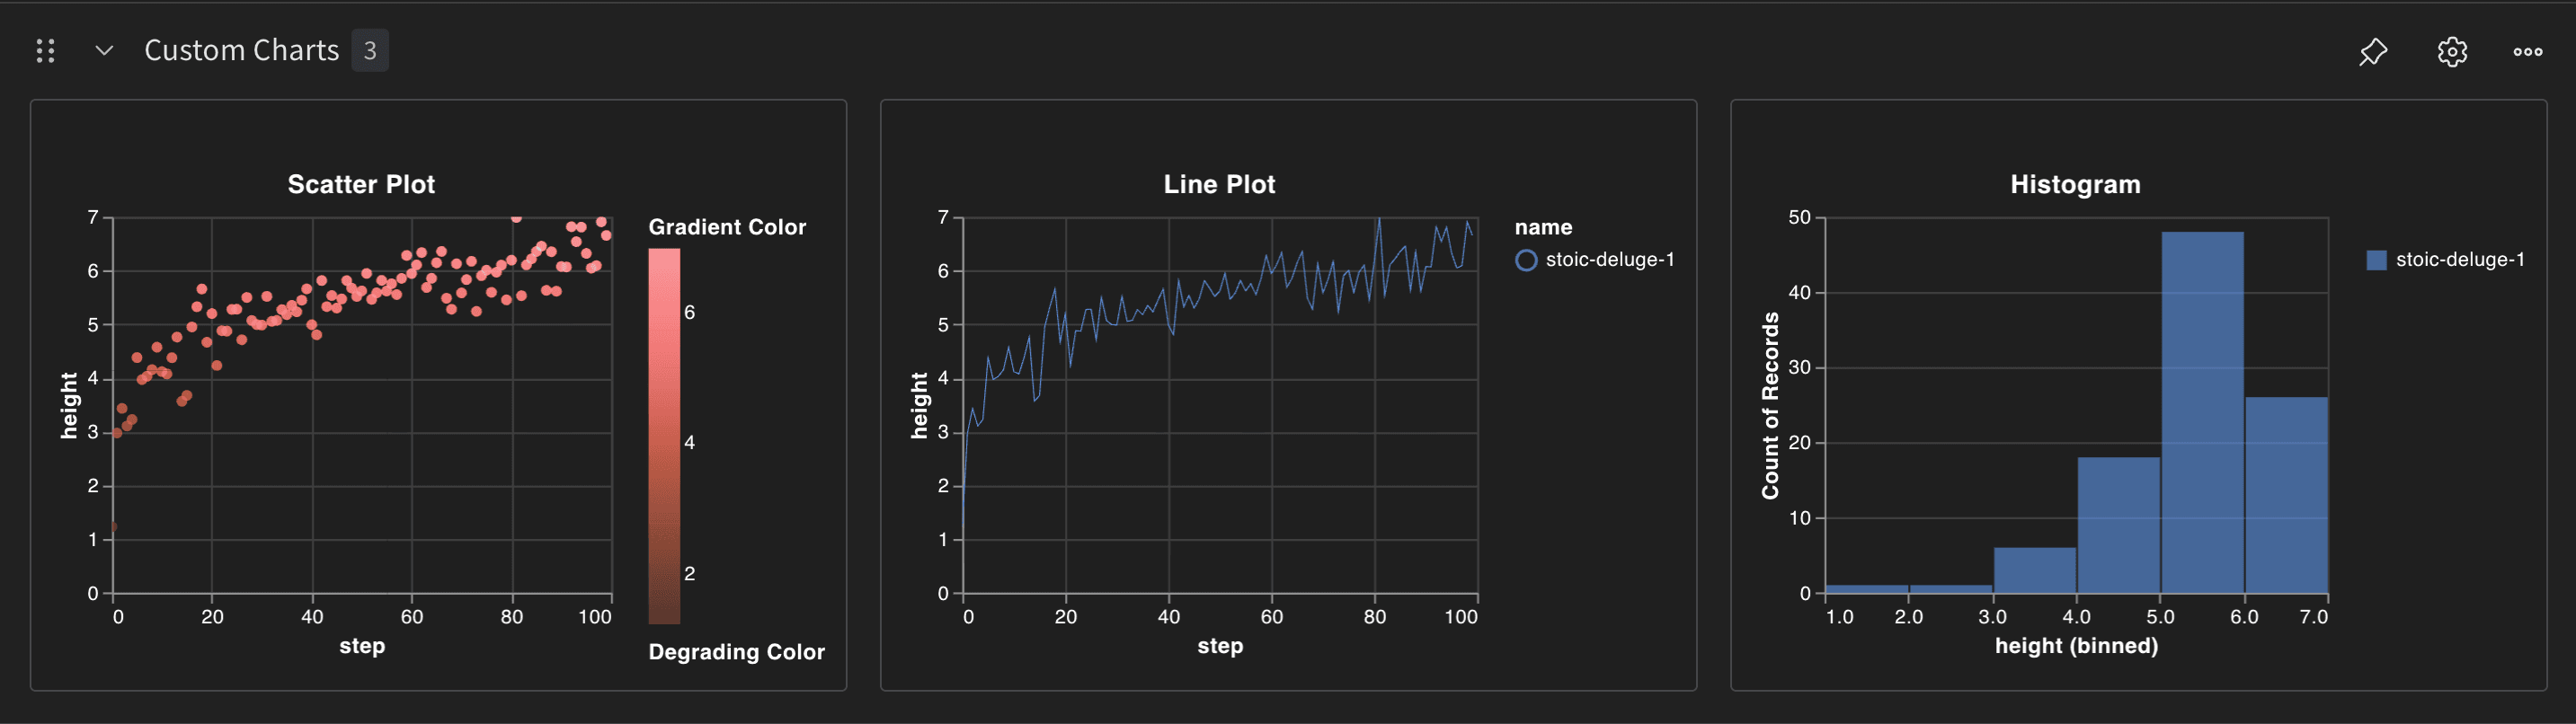 Custom Charts 3
Scatter Plot
7
6
5
4
3
2
1
0
height
0 20 40 60 80 100
step
Gradient Color
6
4
2
Degrading Color
Line Plot
7
6
5
4
3
2
1
0
height
0 20 40 60 80 100
step
name
stoic-deluge-1
Histogram
50
40
30
20
10
0
Count of Records
1.0 2.0 3.0 4.0 5.0 6.0 7.0
height (binned)
stoic-deluge-1